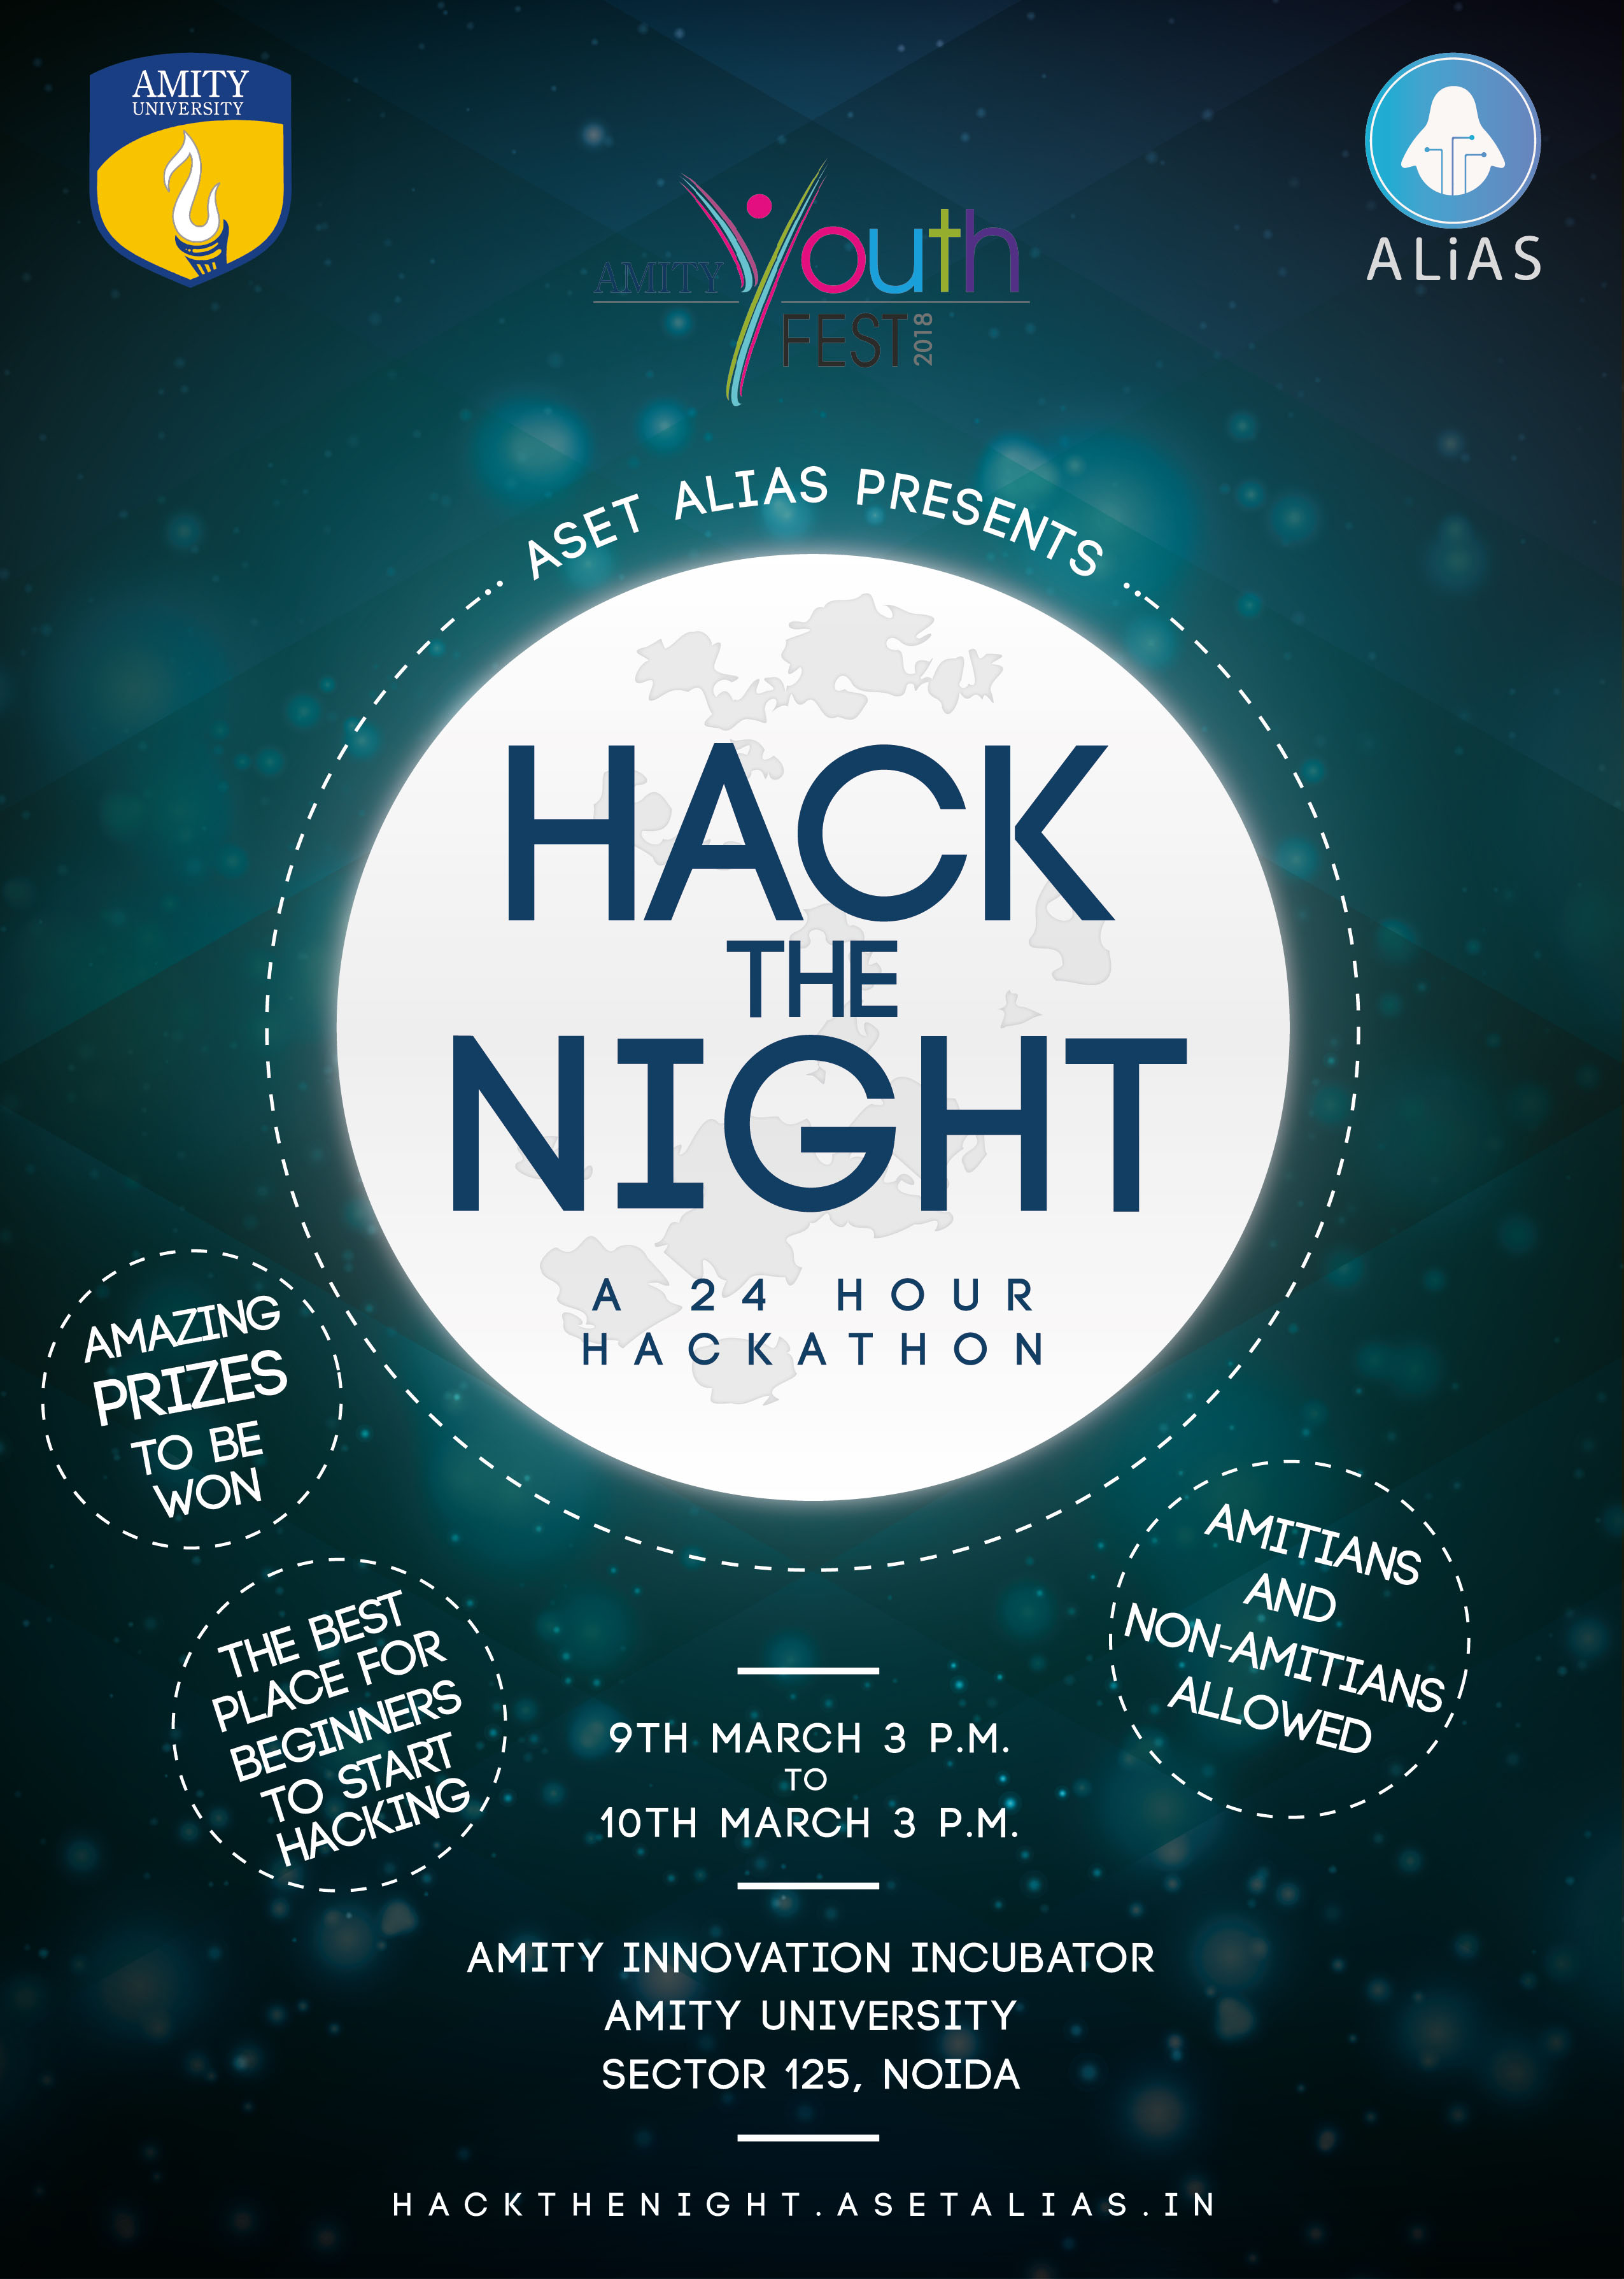 AMITY
UNIVERSITY
ALiAS
AMITY Youth
FEST 2018
... ASET ALIAS PRESENTS ...
HACK
THE
NIGHT
A 24 HOUR
HACKATHON
AMAZING
PRIZES
TO BE
WON
THE BEST
PLACE FOR
BEGINNERS
TO START
HACKING
AMITIANS
AND
NON-AMITIANS
ALLOWED
9TH MARCH 3 P.M.
TO
10TH MARCH 3 P.M.
AMITY INNOVATION INCUBATOR
AMITY UNIVERSITY
SECTOR 125, NOIDA
HACKTHENIGHT.ASETALIAS.IN